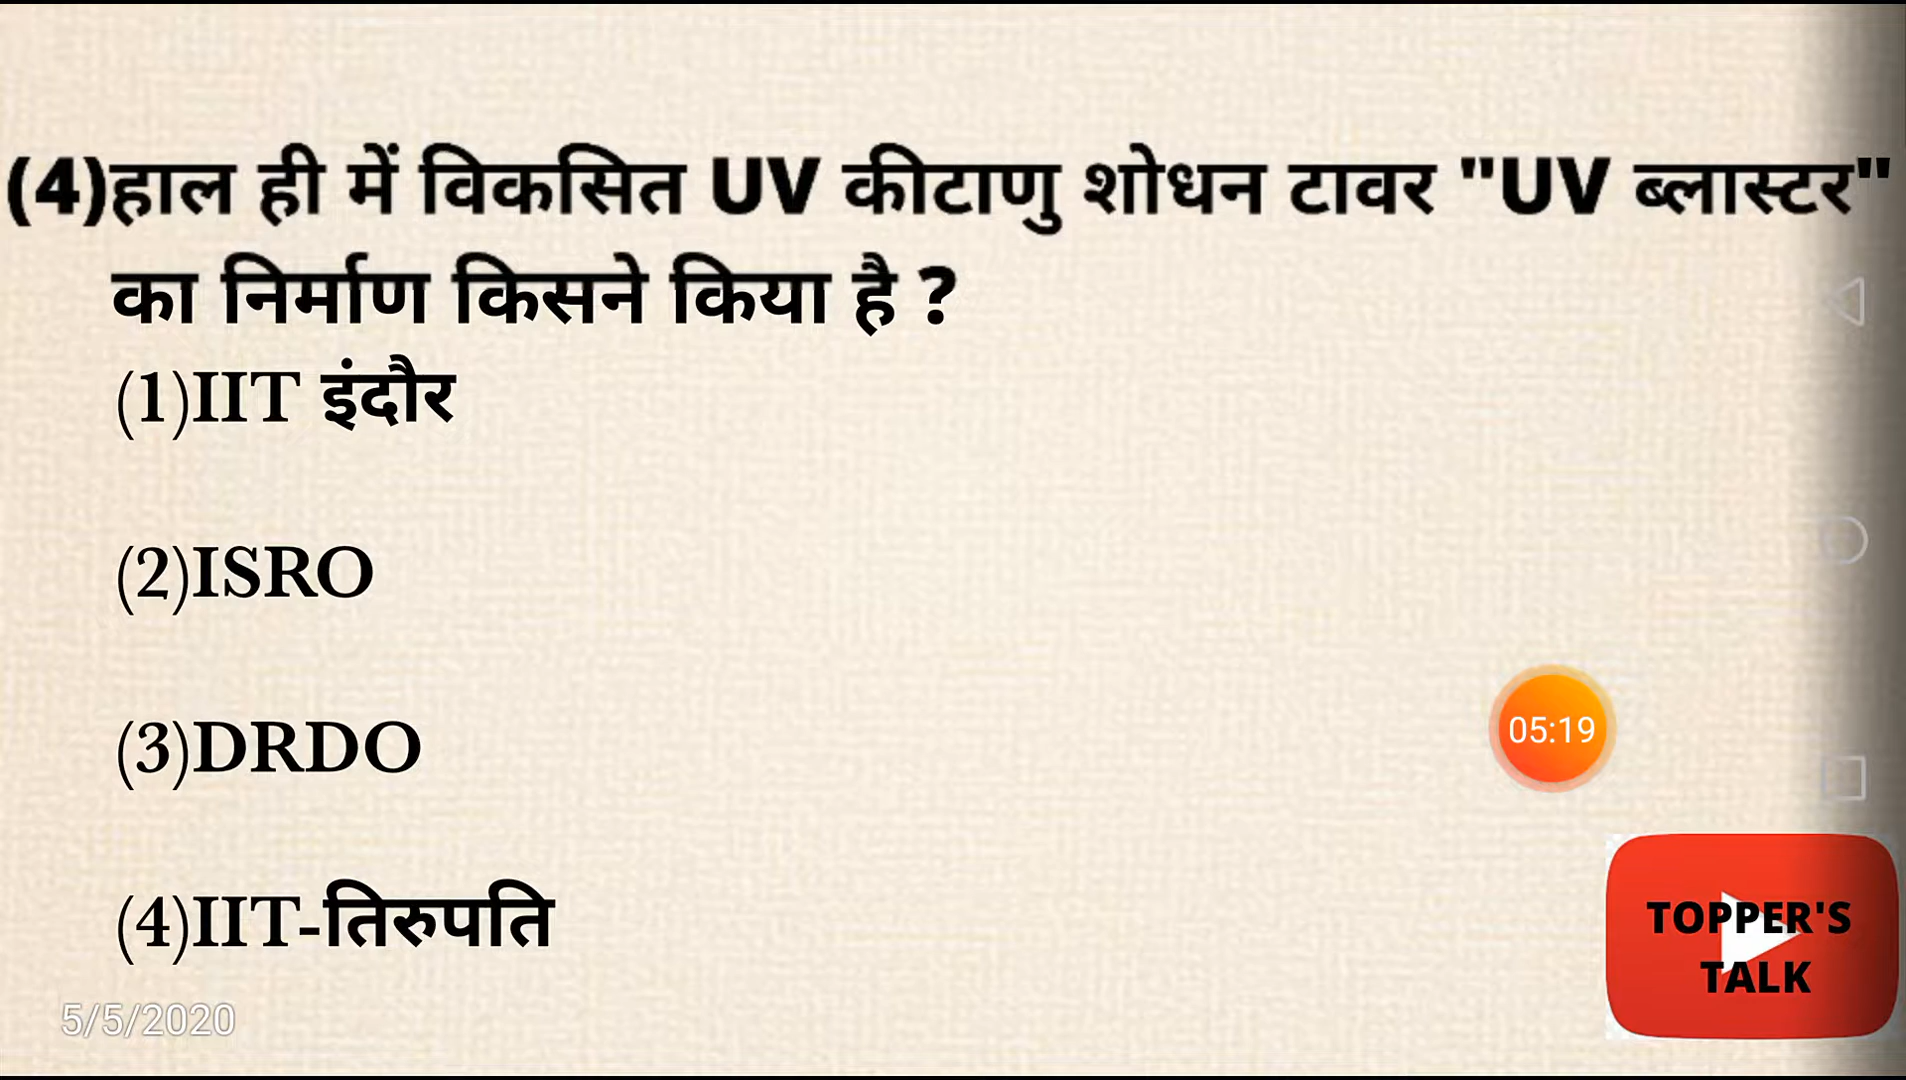 (4)हाल ही में विकसित UV कीटाणु शोधन टावर "UV ब्लास्टर"
का निर्माण किसने किया है ?
(1)IIT इंदौर
(2)ISRO
(3)DRDO
05:19
(4)IIT-तिरुपति
TOPPER'S
TALK
5/5/2020